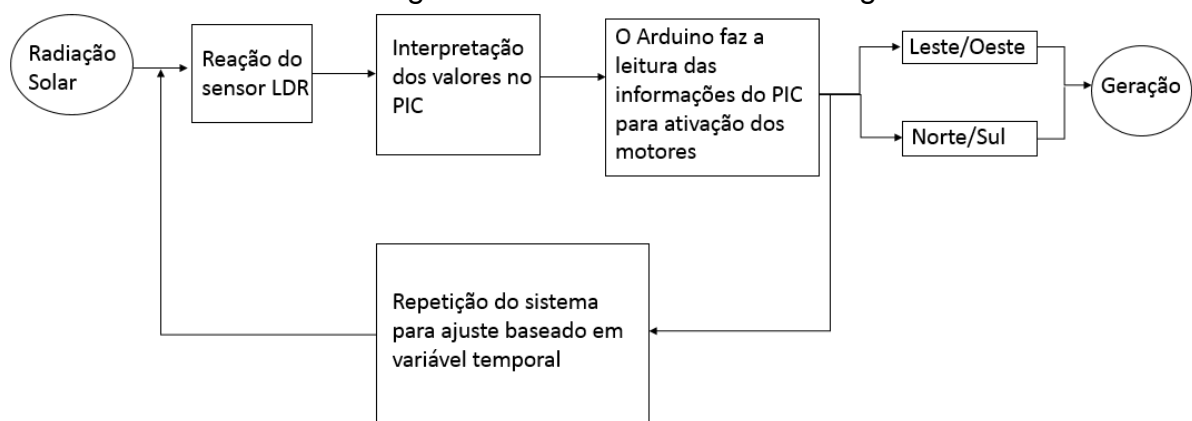 Radiação
Solar
Reação do
sensor LDR
Interpretação
dos valores no
PIC
O Arduino faz a
leitura das
informações do PIC
para ativação dos
motores
Leste/Oeste
Norte/Sul
Geração
Repetição do sistema
para ajuste baseado em
variável temporal